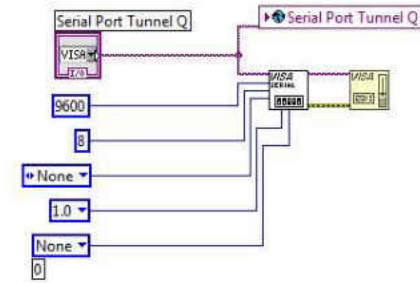 Serial Port Tunnel Q
Serial Port Tunnel Q
VISA
I/O
VISA
SERIAL
VISA
9600
8
None
1.0
None
0